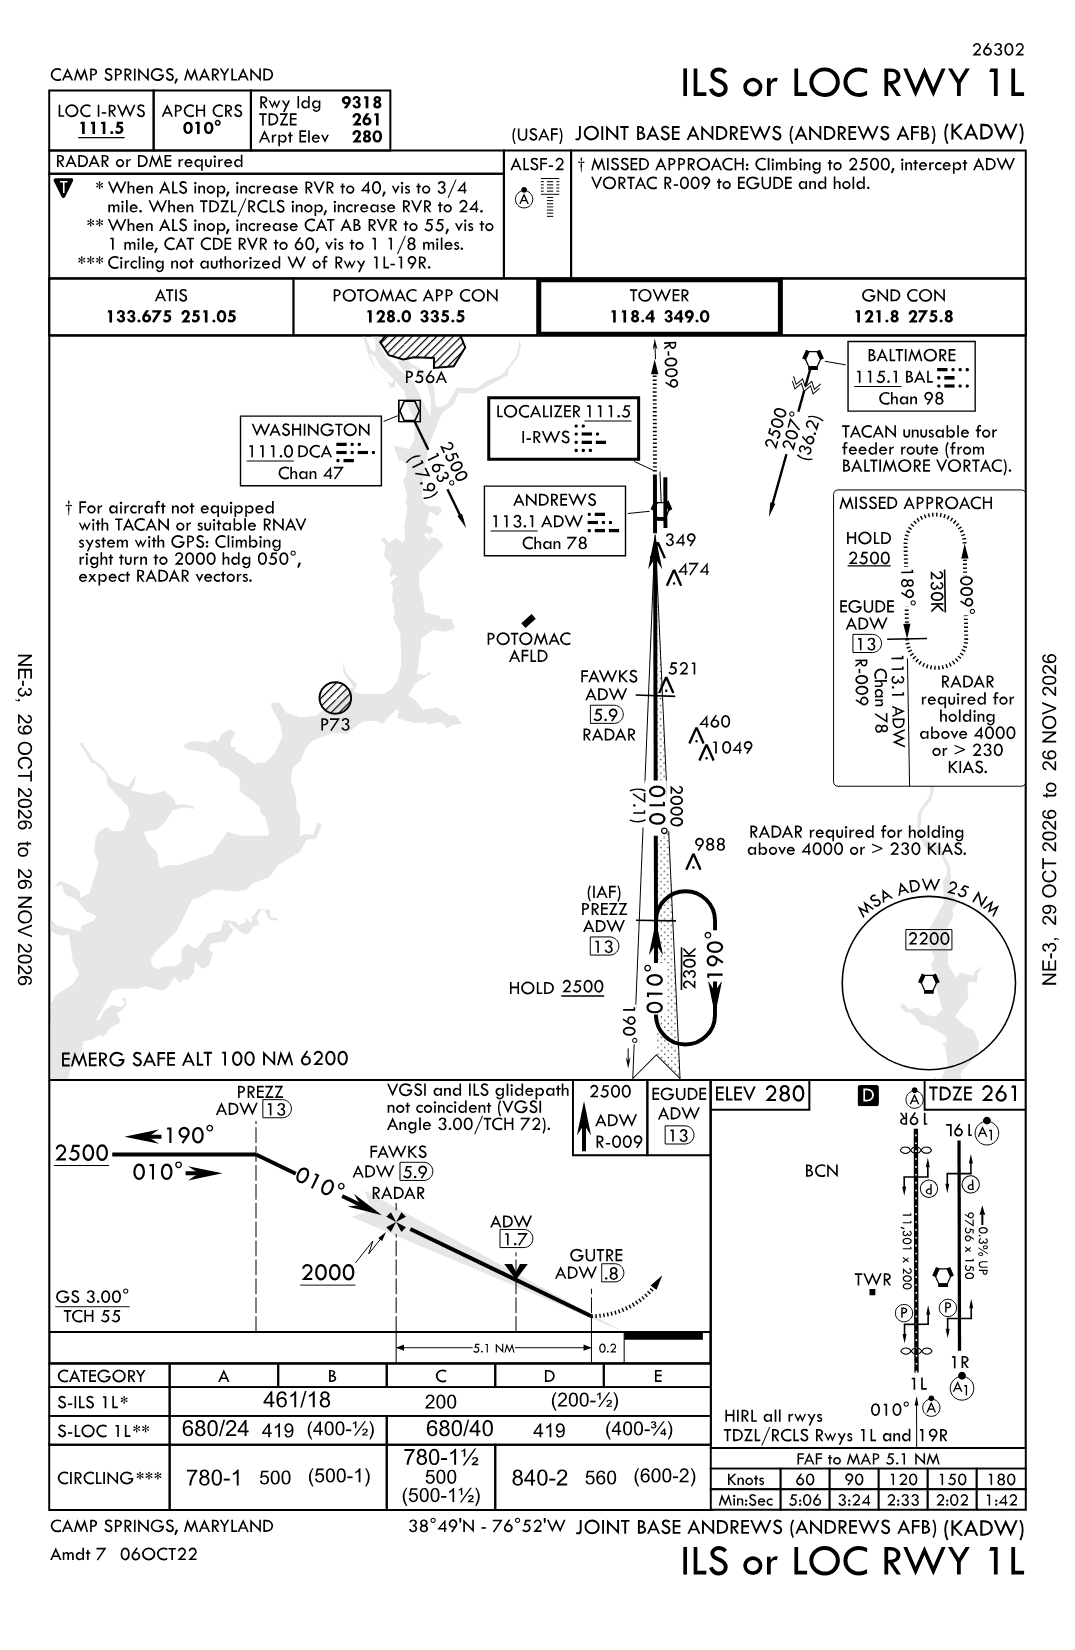 26302
CAMP SPRINGS, MARYLAND
ILS or LOC RWY 1L
LOC I-RWS
111.5
APCH CRS
010°
Rwy ldg 9318
TDZE 261
Arpt Elev 280
(USAF) JOINT BASE ANDREWS (ANDREWS AFB) (KADW)
RADAR or DME required
T
* When ALS inop, increase RVR to 40, vis to 3/4
mile. When TDZL/RCLS inop, increase RVR to 24.
** When ALS inop, increase CAT AB RVR to 55, vis to
1 mile, CAT CDE RVR to 60, vis to 1 1/8 miles.
*** Circling not authorized W of Rwy 1L-19R.
ALSF-2
A
† MISSED APPROACH: Climbing to 2500, intercept ADW
VORTAC R-009 to EGUDE and hold.
ATIS
133.675 251.05
POTOMAC APP CON
128.0 335.5
TOWER
118.4 349.0
GND CON
121.8 275.8
P56A
WASHINGTON
111.0 DCA
Chan 47
2500
163°
(17.9)
LOCALIZER 111.5
I-RWS
R-009
ANDREWS
113.1 ADW
Chan 78
BALTIMORE
115.1 BAL
Chan 98
2500
207°
(36.2)
TACAN unusable for
feeder route (from
BALTIMORE VORTAC).
† For aircraft not equipped
with TACAN or suitable RNAV
system with GPS: Climbing
right turn to 2000 hdg 050°,
expect RADAR vectors.
MISSED APPROACH
HOLD
2500
189°
230K
009°
EGUDE
ADW
13
113.1 ADW
Chan 78
R-009
RADAR
required for
holding
above 4000
or > 230
KIAS.
349
474
POTOMAC
AFLD
FAWKS
ADW
5.9
RADAR
521
460
1049
P73
2000
010°
(7.1)
988
RADAR required for holding
above 4000 or > 230 KIAS.
(IAF)
PREZZ
ADW
13
HOLD 2500
010°
230K
190°
190°
MSA ADW 25 NM
2200
EMERG SAFE ALT 100 NM 6200
NE-3, 29 OCT 2026 to 26 NOV 2026
NE-3, 29 OCT 2026 to 26 NOV 2026
PREZZ
ADW 13
VGSI and ILS glidepath
not coincident (VGSI
Angle 3.00/TCH 72).
2500
ADW
R-009
EGUDE
ADW
13
2500
190°
010°
010°
FAWKS
ADW 5.9
RADAR
2000
ADW
1.7
GUTRE
ADW .8
GS 3.00°
TCH 55
5.1 NM
0.2
ELEV 280
D
A
TDZE 261
19R
19L
A1
BCN
P
P
11,301 x 200
9756 x 150
0.3% UP
TWR
P
P
1R
1L
A1
010°
A
HIRL all rwys
TDZL/RCLS Rwys 1L and 19R
CATEGORY A B C D E
S-ILS 1L* 461/18 200 (200-½)
S-LOC 1L** 680/24 419 (400-½) 680/40 419 (400-¾)
CIRCLING*** 780-1 500 (500-1) 780-1½ 500 (500-1½) 840-2 560 (600-2)
FAF to MAP 5.1 NM
Knots 60 90 120 150 180
Min:Sec 5:06 3:24 2:33 2:02 1:42
CAMP SPRINGS, MARYLAND
38°49'N - 76°52'W JOINT BASE ANDREWS (ANDREWS AFB) (KADW)
Amdt 7 06OCT22
ILS or LOC RWY 1L